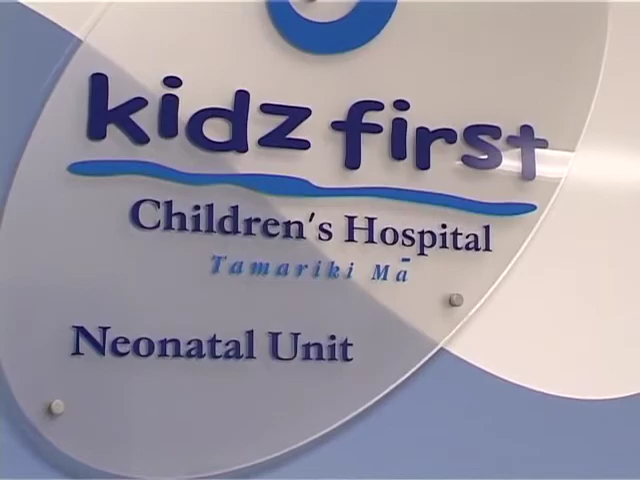 kidz first
Children's Hospital
Tamariki Mā
Neonatal Unit